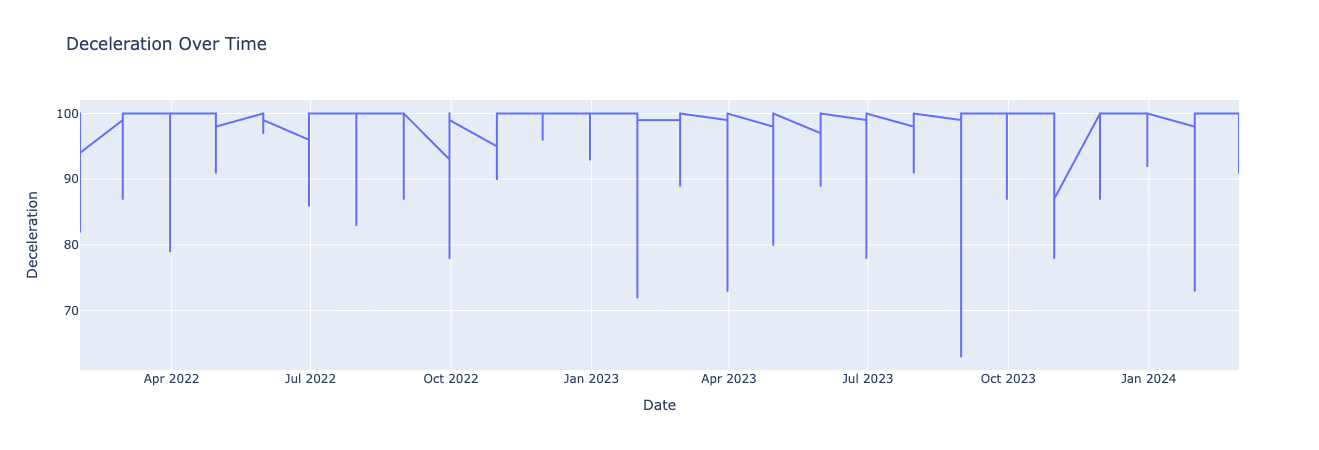 Deceleration Over Time
100
90
80
70
Deceleration
Apr 2022
Jul 2022
Oct 2022
Jan 2023
Apr 2023
Jul 2023
Oct 2023
Jan 2024
Date